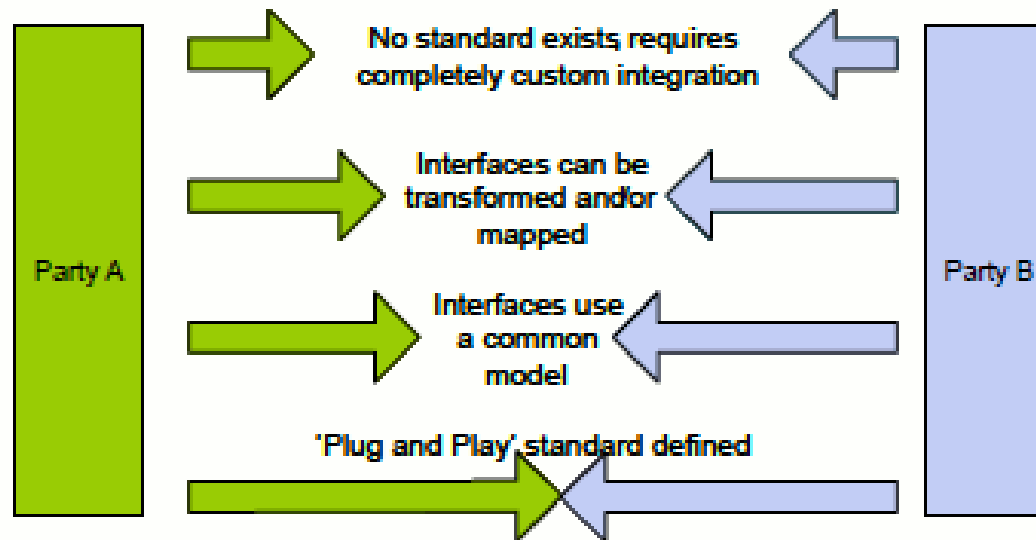 No standard exists, requires
completely custom integration
Interfaces can be
transformed and/or
mapped
Party A
Party B
Interfaces use
a common
model
'Plug and Play' standard defined